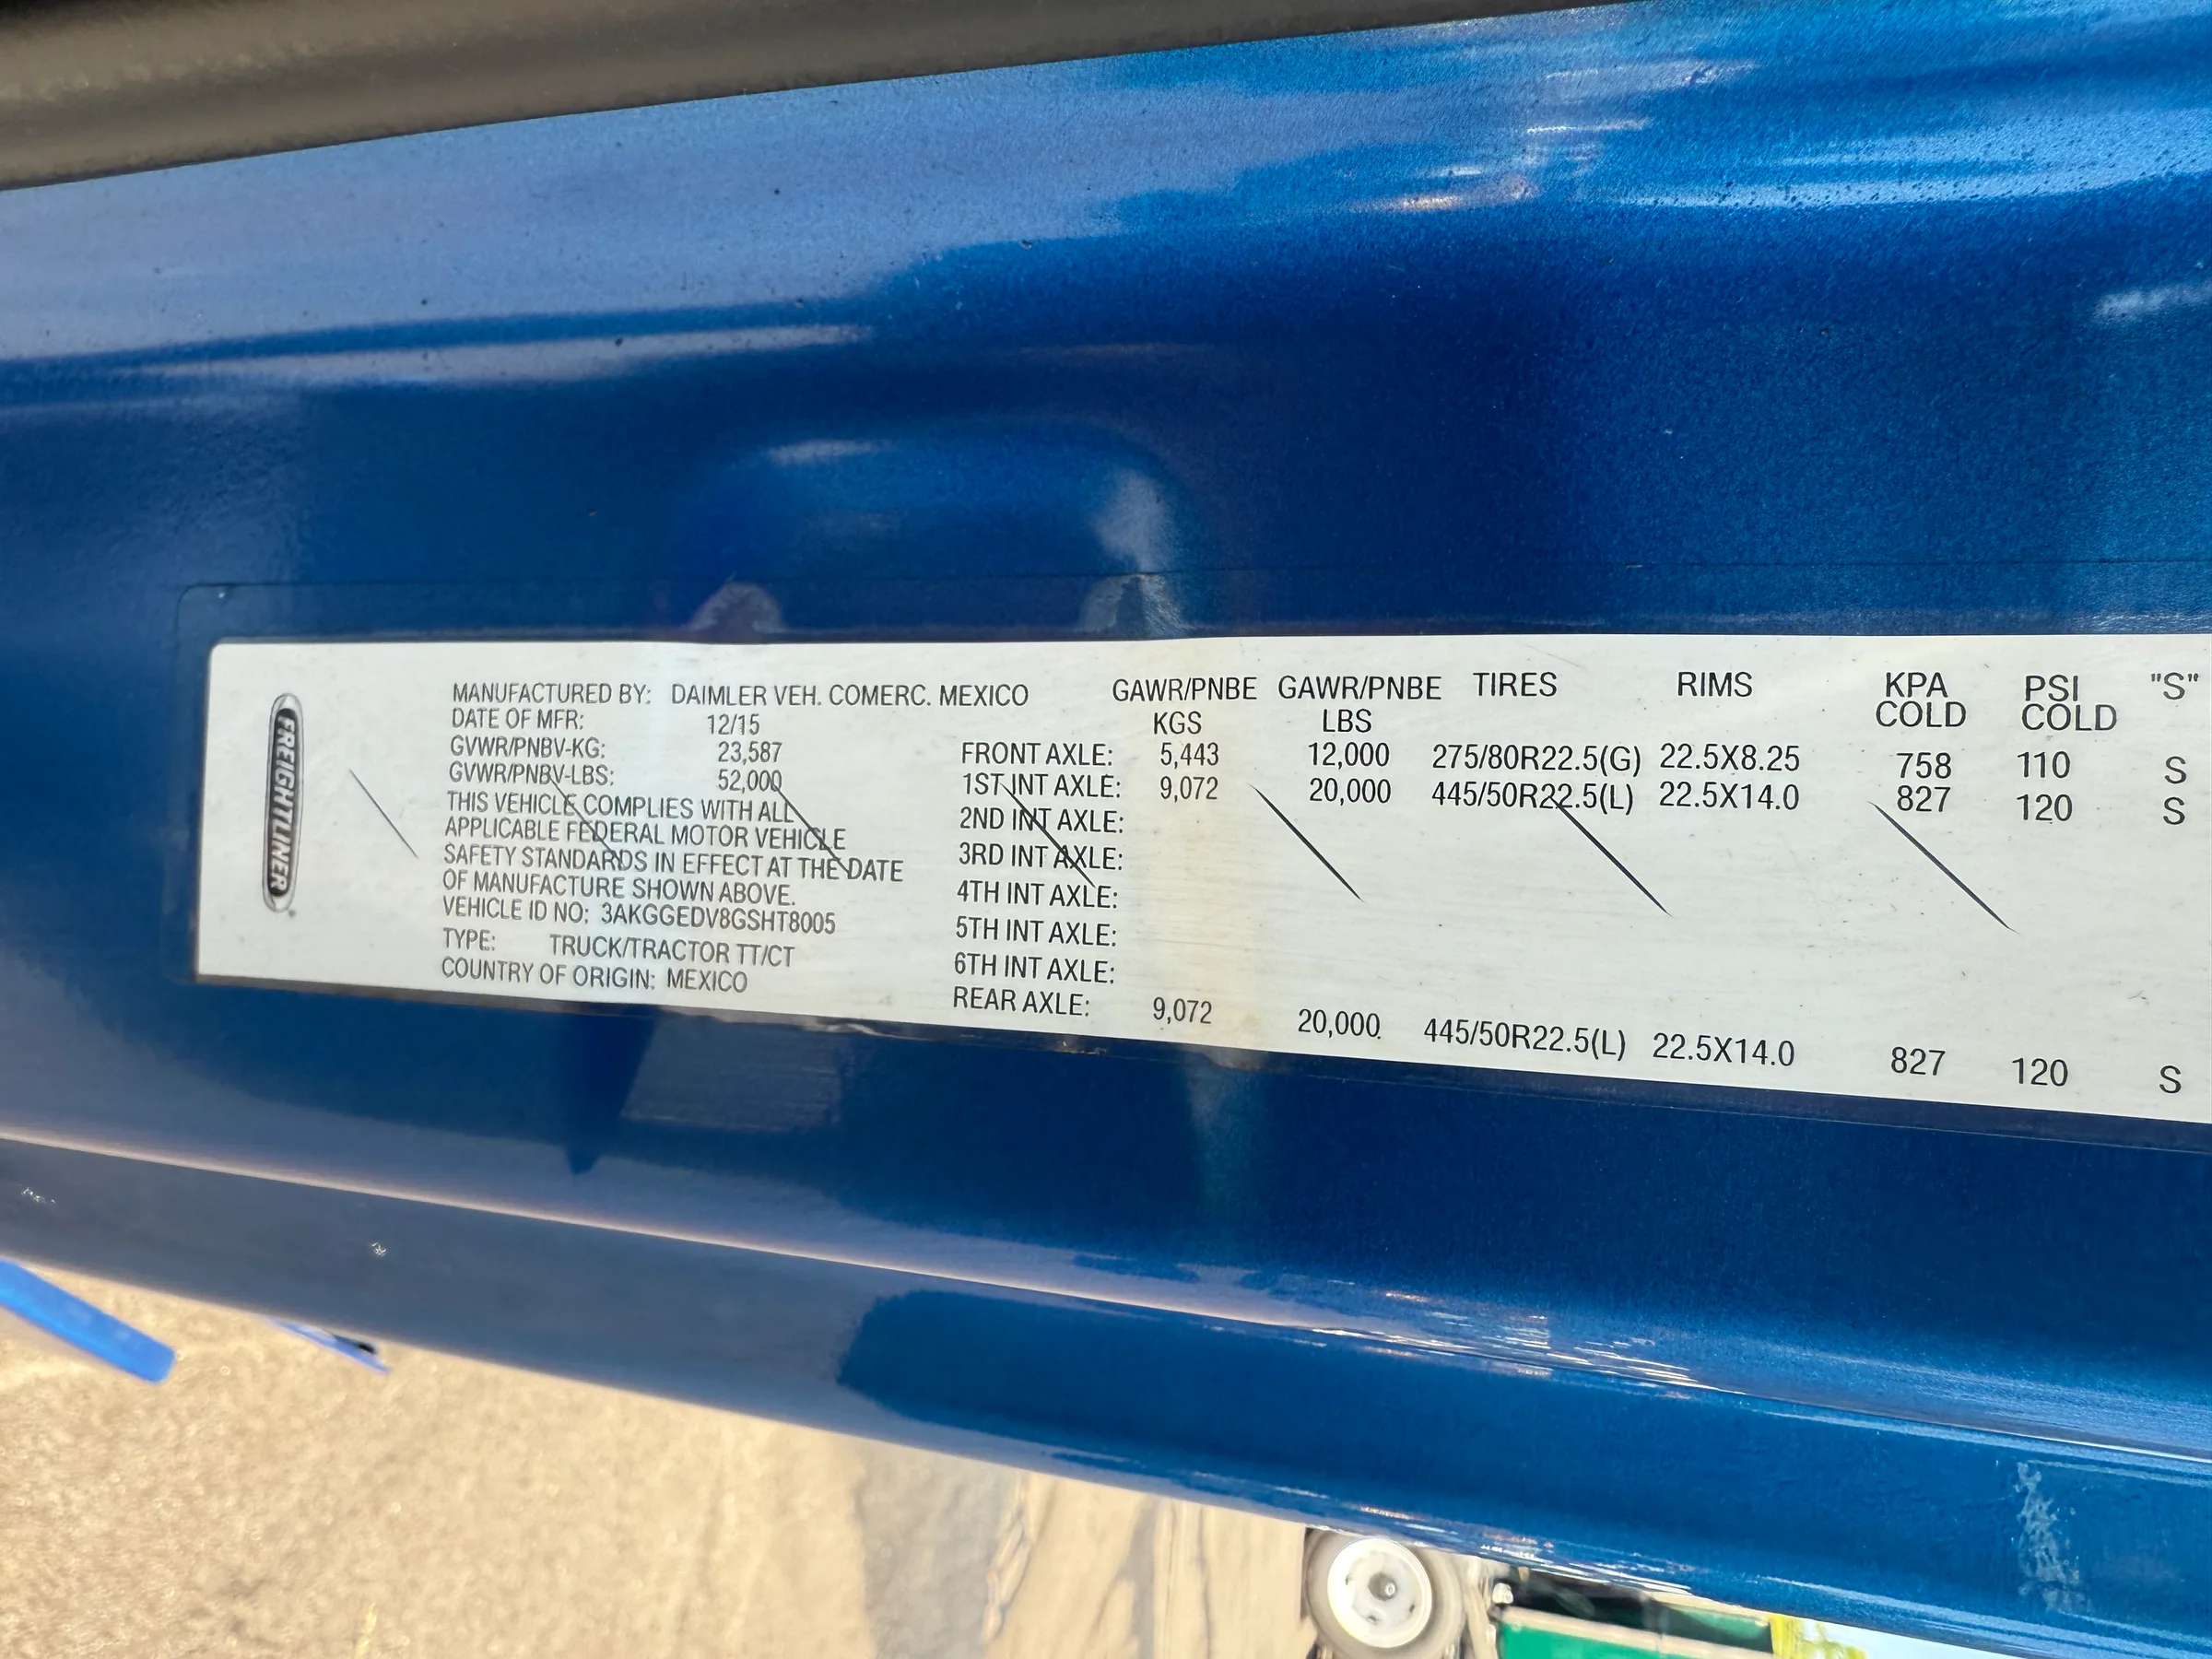 FREIGHTLINER
MANUFACTURED BY: DAIMLER VEH. COMERC. MEXICO
DATE OF MFR: 12/15
GVWR/PNBV-KG: 23,587
GVWR/PNBV-LBS: 52,000
THIS VEHICLE COMPLIES WITH ALL
APPLICABLE FEDERAL MOTOR VEHICLE
SAFETY STANDARDS IN EFFECT AT THE DATE
OF MANUFACTURE SHOWN ABOVE.
VEHICLE ID NO: 3AKGGEDV8GSHT8005
TYPE: TRUCK/TRACTOR TT/CT
COUNTRY OF ORIGIN: MEXICO
GAWR/PNBE GAWR/PNBE TIRES RIMS KPA PSI "S"
KGS LBS COLD COLD
FRONT AXLE: 5,443 12,000 275/80R22.5(G) 22.5X8.25 758 110 S
1ST INT AXLE: 9,072 20,000 445/50R22.5(L) 22.5X14.0 827 120 S
2ND INT AXLE:
3RD INT AXLE:
4TH INT AXLE:
5TH INT AXLE:
6TH INT AXLE:
REAR AXLE: 9,072 20,000 445/50R22.5(L) 22.5X14.0 827 120 S